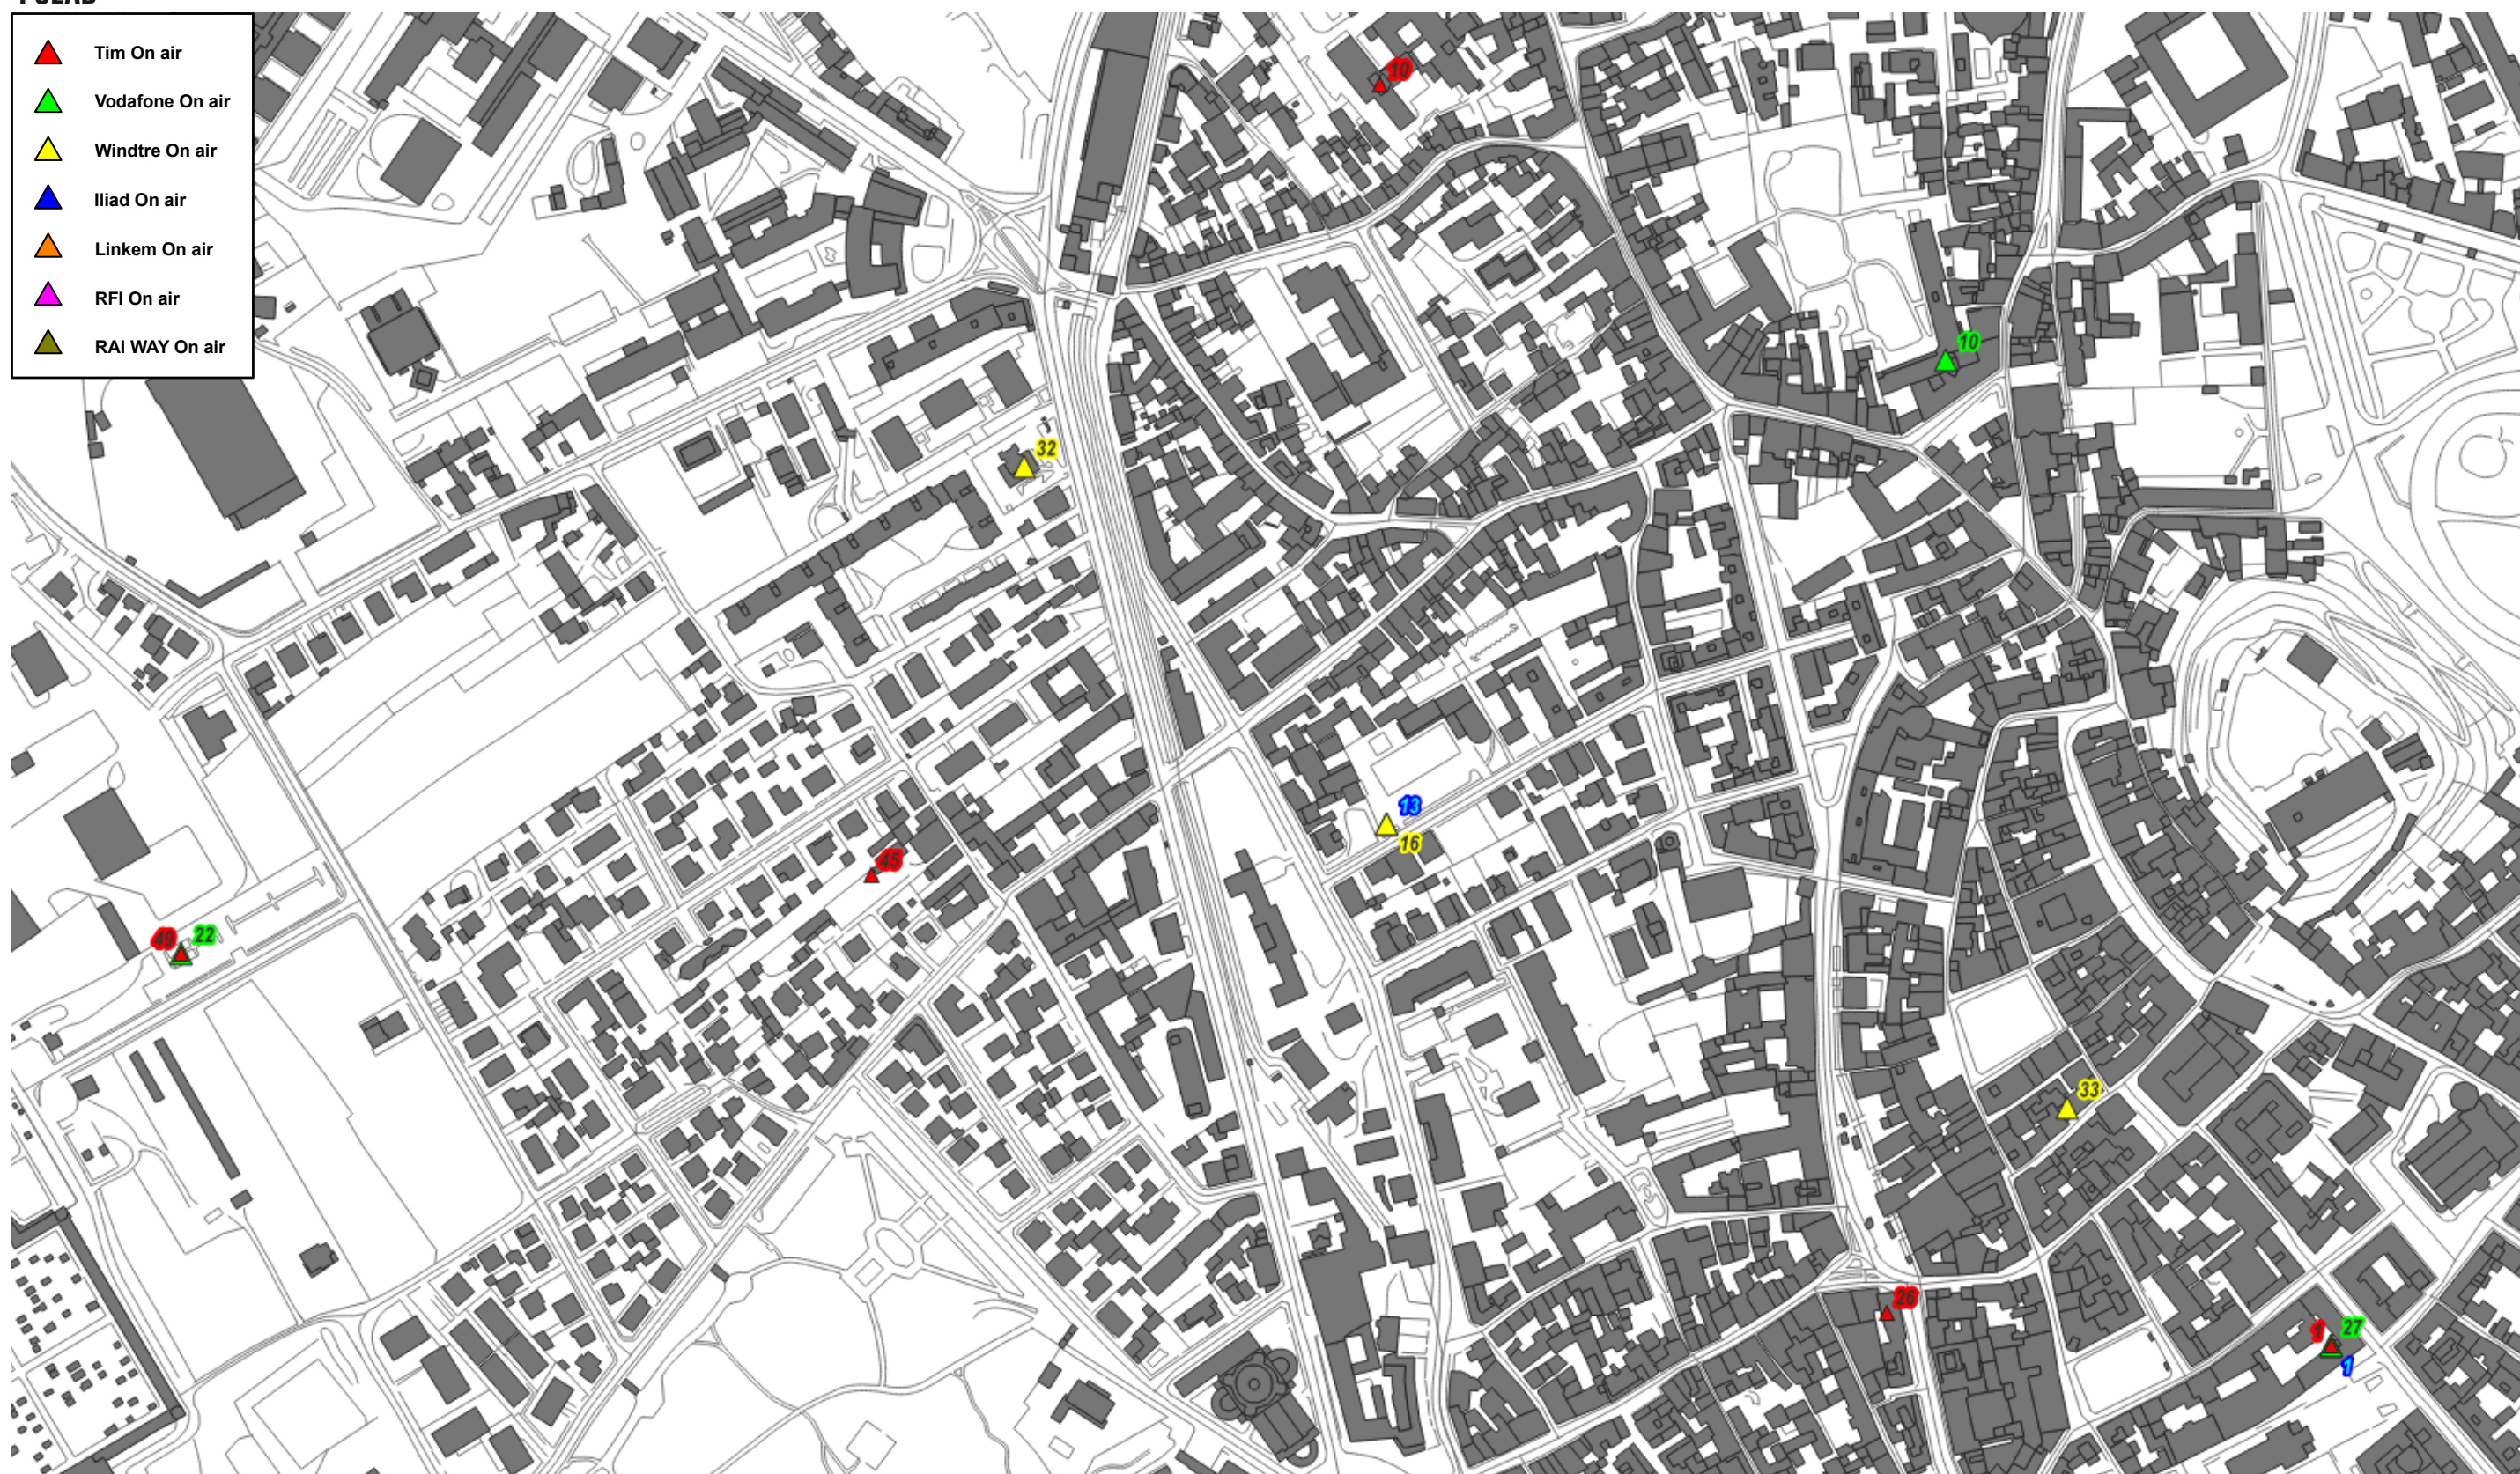 Tim On air
Vodafone On air
Windtre On air
Iliad On air
Linkem On air
RFI On air
RAI WAY On air
10
10
32
13
16
45
49 22
33
26
1 27
1